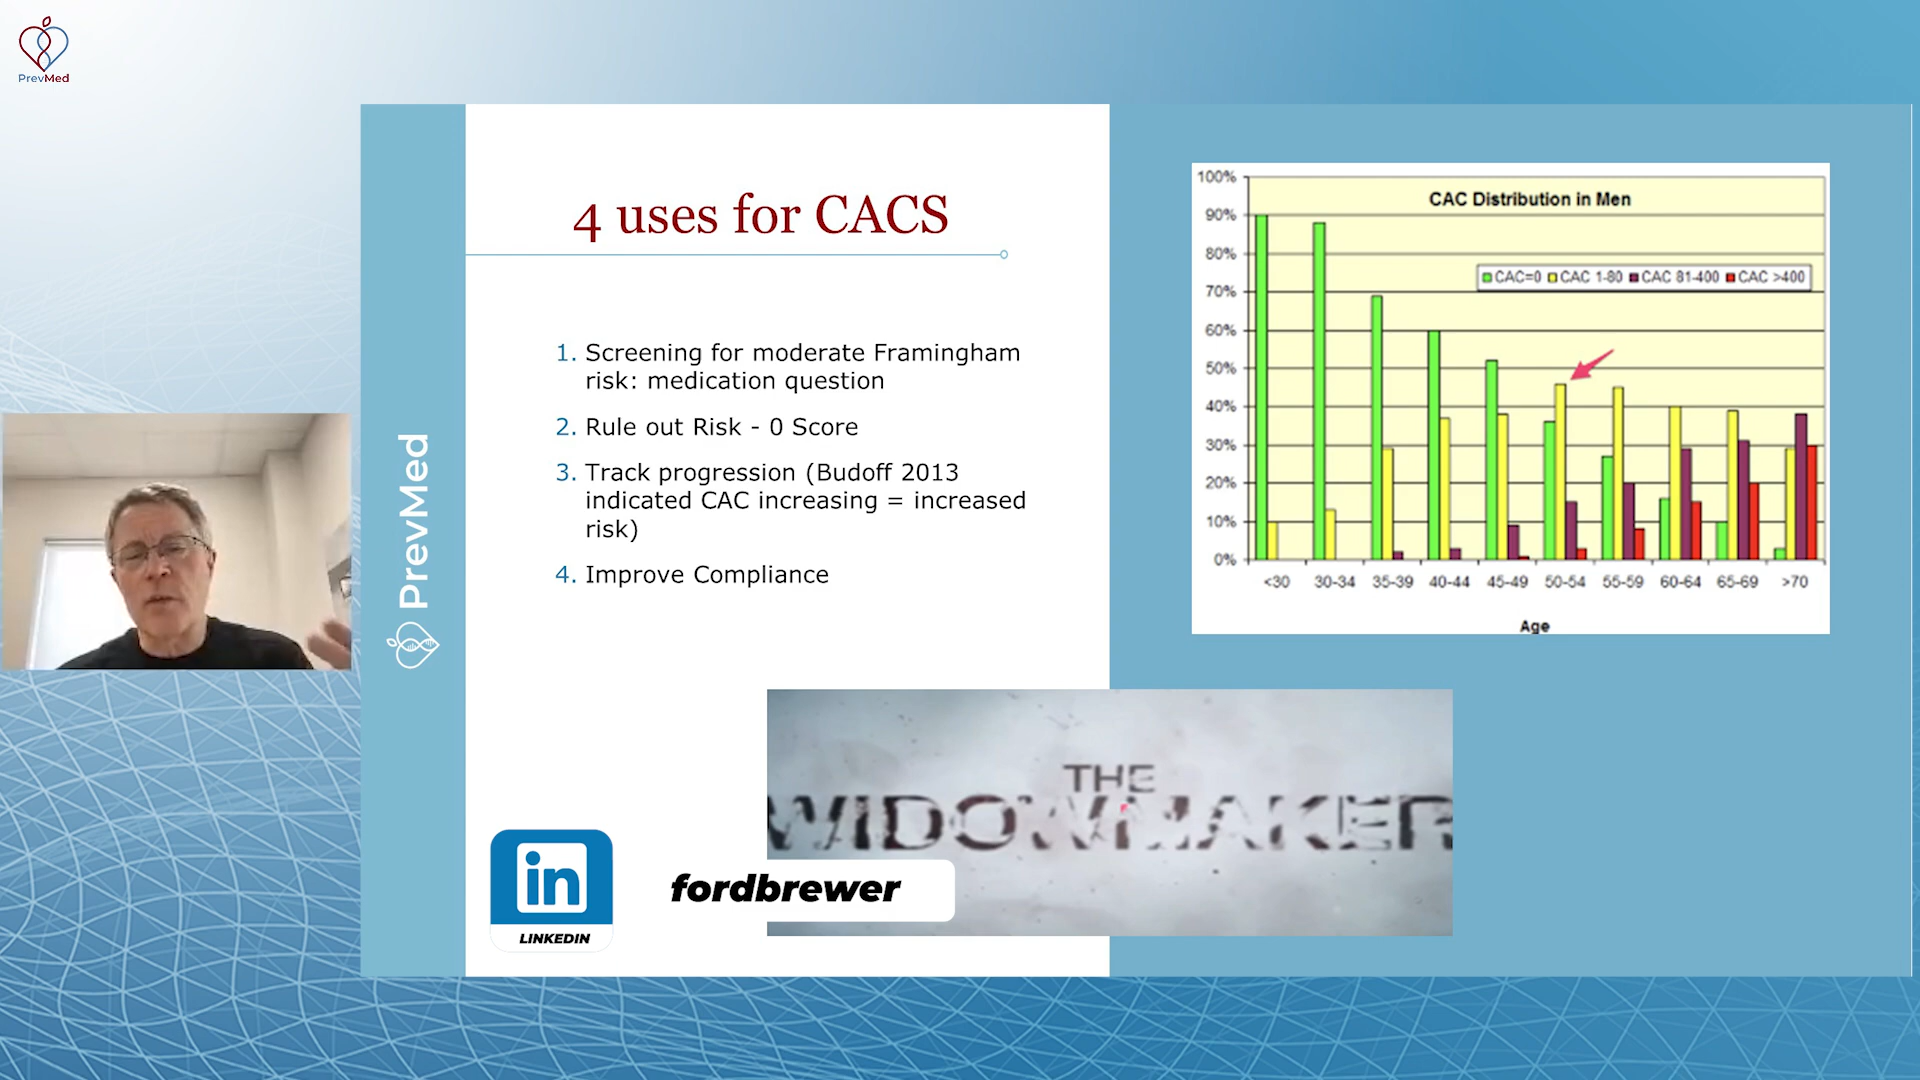 PrevMed
PrevMed
4 uses for CACS
1. Screening for moderate Framingham
risk: medication question
2. Rule out Risk - 0 Score
3. Track progression (Budoff 2013
indicated CAC increasing = increased
risk)
4. Improve Compliance
CAC Distribution in Men
CAC=0 CAC 1-80 CAC 81-400 CAC >400
100%
90%
80%
70%
60%
50%
40%
30%
20%
10%
0%
<30 30-34 35-39 40-44 45-49 50-54 55-59 60-64 65-69 >70
Age
THE
WIDOWMAKER
in
LINKEDIN
fordbrewer